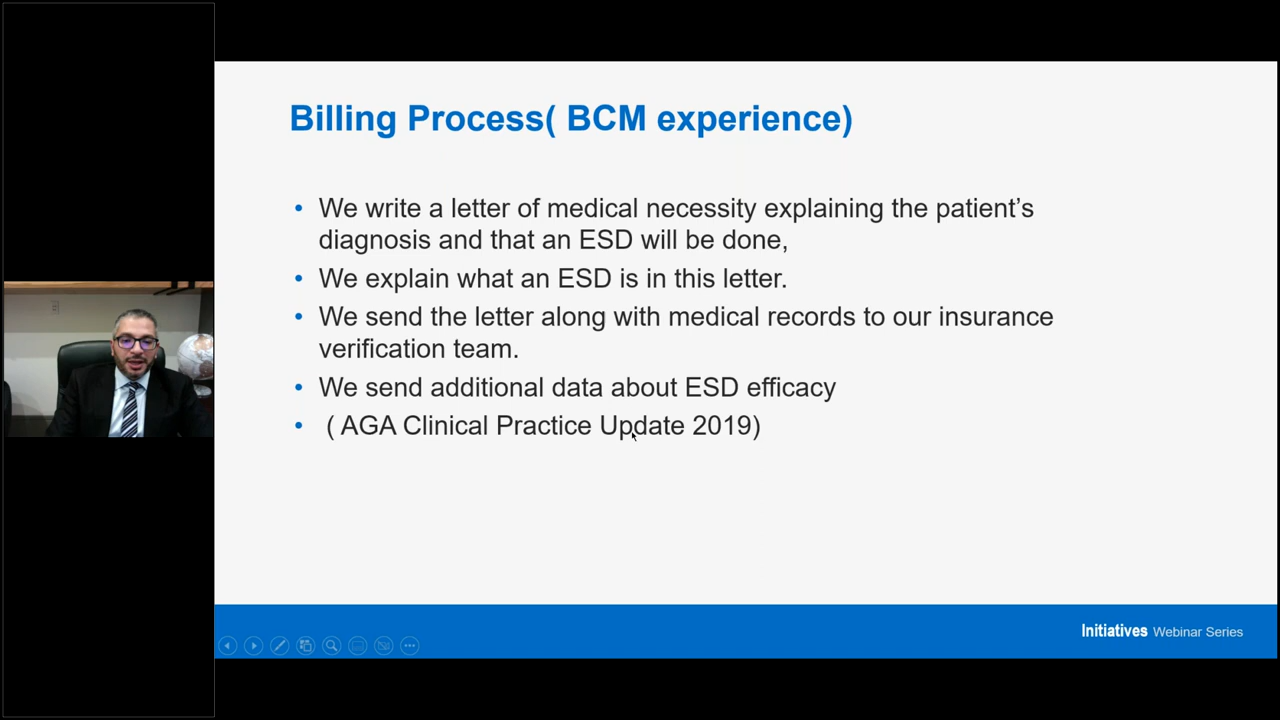 Billing Process( BCM experience)
• We write a letter of medical necessity explaining the patient’s
diagnosis and that an ESD will be done,
• We explain what an ESD is in this letter.
• We send the letter along with medical records to our insurance
verification team.
• We send additional data about ESD efficacy
• ( AGA Clinical Practice Update 2019)
Initiatives Webinar Series